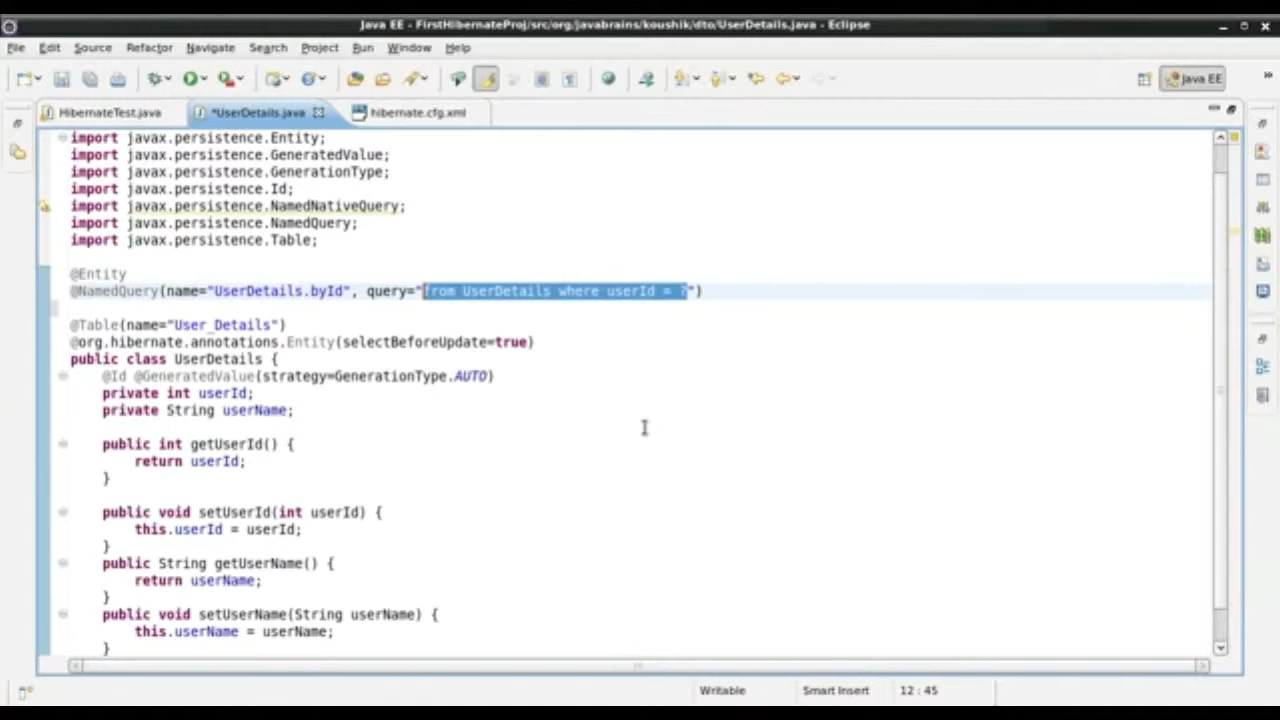 Java EE - FirstHibernateProj/src/org/javabrains/koushik/dto/UserDetails.java - Eclipse
File Edit Source Refactor Navigate Search Project Run Window Help
Java EE
HibernateTest.java *UserDetails.java hibernate.cfg.xml
import javax.persistence.Entity;
import javax.persistence.GeneratedValue;
import javax.persistence.GenerationType;
import javax.persistence.Id;
import javax.persistence.NamedNativeQuery;
import javax.persistence.NamedQuery;
import javax.persistence.Table;
@Entity
@NamedQuery(name="UserDetails.byId", query="from UserDetails where userId = ?")
@Table(name="User_Details")
@org.hibernate.annotations.Entity(selectBeforeUpdate=true)
public class UserDetails {
@Id @GeneratedValue(strategy=GenerationType.AUTO)
private int userId;
private String userName;
public int getUserId() {
return userId;
}
public void setUserId(int userId) {
this.userId = userId;
}
public String getUserName() {
return userName;
}
public void setUserName(String userName) {
this.userName = userName;
}
Writable Smart Insert 12 : 45